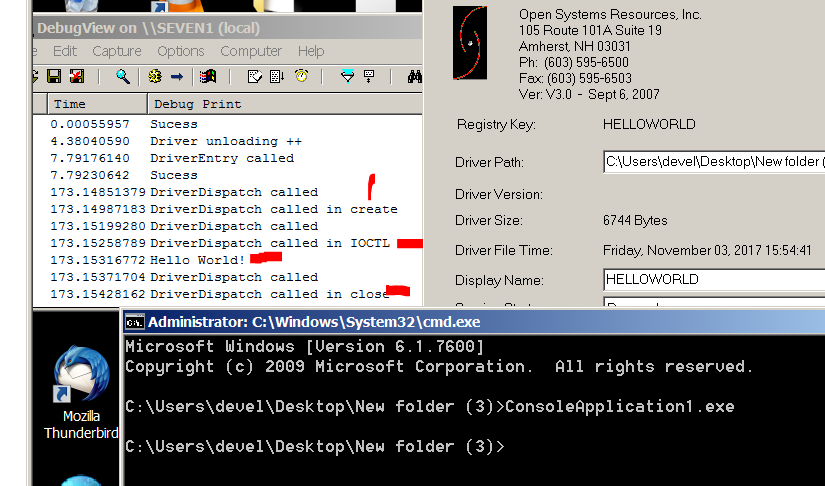 DebugView on \\SEVEN1 (local)
Edit Capture Options Computer Help
Time Debug Print
0.00055957 Sucess
4.38040590 Driver unloading ++
7.79176140 DriverEntry called
7.79230642 Sucess
173.14851379 DriverDispatch called
173.14987183 DriverDispatch called in create
173.15199280 DriverDispatch called
173.15258789 DriverDispatch called in IOCTL
173.15316772 Hello World!
173.15371704 DriverDispatch called
173.15428162 DriverDispatch called in close
Open Systems Resources, Inc.
105 Route 101A Suite 19
Amherst, NH 03031
Ph: (603) 595-6500
Fax: (603) 595-6503
Ver: V3.0 - Sept 6, 2007
Registry Key: HELLOWORLD
Driver Path: C:\Users\devel\Desktop\New folder (
Driver Version:
Driver Size: 6744 Bytes
Driver File Time: Friday, November 03, 2017 15:54:41
Display Name: HELLOWORLD
Mozilla
Thunderbird
Administrator: C:\Windows\System32\cmd.exe
Microsoft Windows [Version 6.1.7600]
Copyright (c) 2009 Microsoft Corporation. All rights reserved.
C:\Users\devel\Desktop\New folder (3)>ConsoleApplication1.exe
C:\Users\devel\Desktop\New folder (3)>